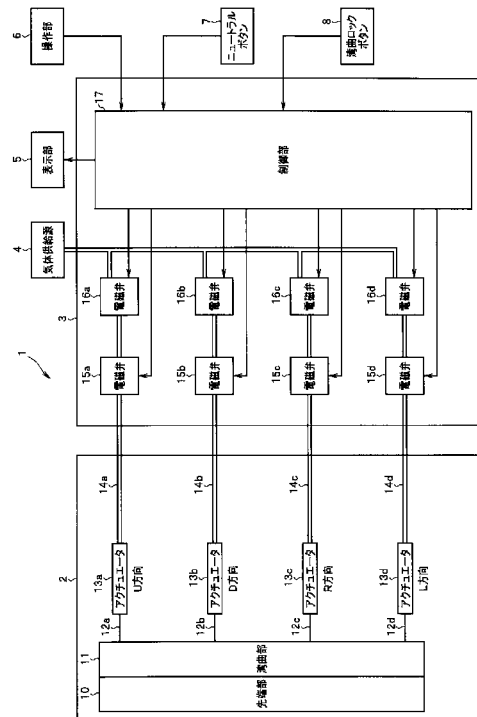 1
2
3
4
気体供給源
5
表示部
6
操作部
7
ニュートラル
ボタン
8
湾曲ロック
ボタン
17
制御部
10
先端部
11
湾曲部
12a
13a
アクチュエータ
U方向
14a
15a
電磁弁
16a
電磁弁
12b
13b
アクチュエータ
D方向
14b
15b
電磁弁
16b
電磁弁
12c
13c
アクチュエータ
R方向
14c
15c
電磁弁
16c
電磁弁
12d
13d
アクチュエータ
L方向
14d
15d
電磁弁
16d
電磁弁